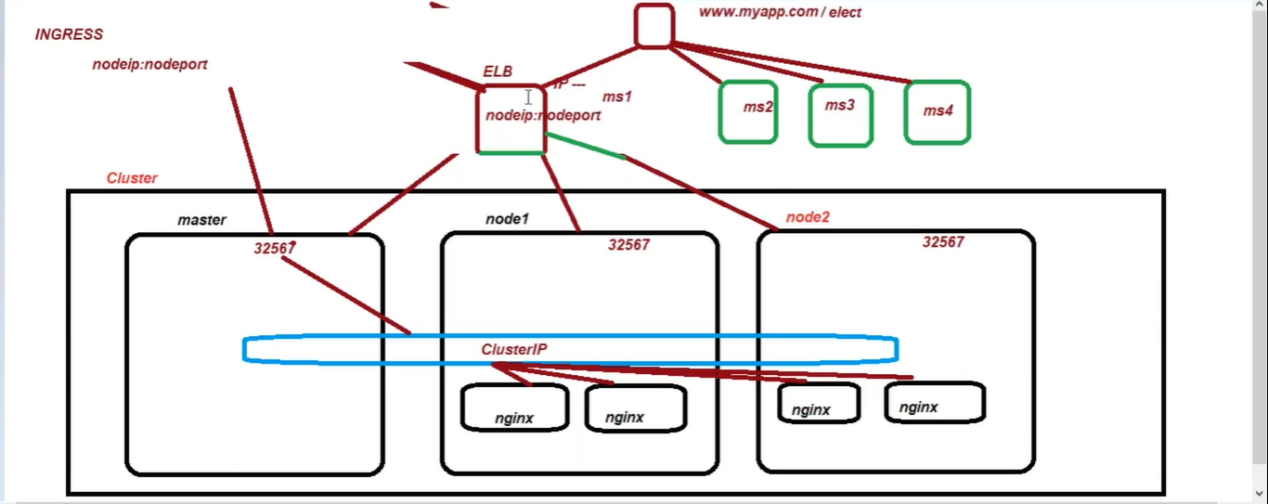 www.myapp.com / elect
INGRESS
nodeip:nodeport
ELB
IP ---
ms1
ms2
ms3
ms4
nodeip:nodeport
Cluster
master
node1
node2
32567
32567
32567
ClusterIP
nginx
nginx
nginx
nginx